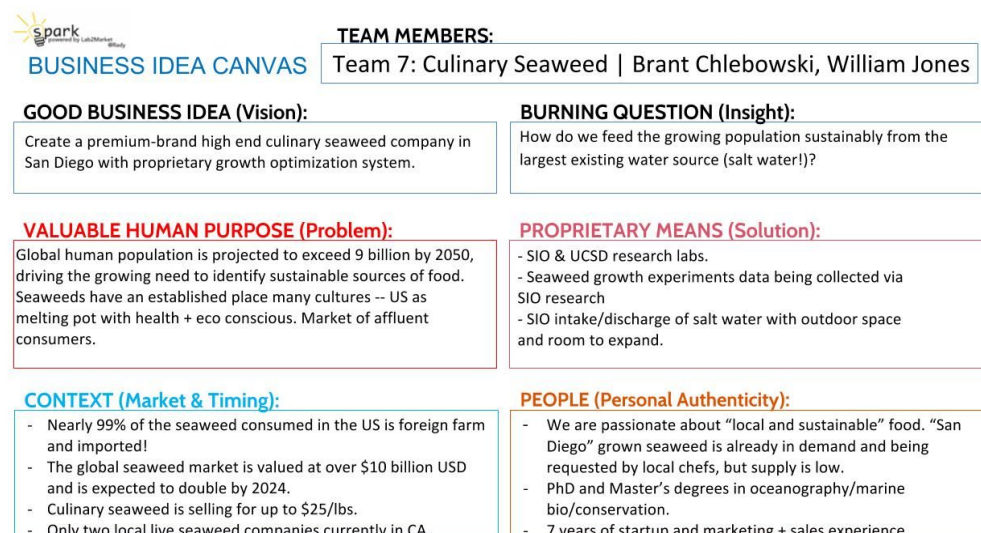 spark
powered by Lab2Market
@Rady
TEAM MEMBERS:
BUSINESS IDEA CANVAS
Team 7: Culinary Seaweed | Brant Chlebowski, William Jones
GOOD BUSINESS IDEA (Vision):
Create a premium-brand high end culinary seaweed company in
San Diego with proprietary growth optimization system.
BURNING QUESTION (Insight):
How do we feed the growing population sustainably from the
largest existing water source (salt water!)?
VALUABLE HUMAN PURPOSE (Problem):
Global human population is projected to exceed 9 billion by 2050,
driving the growing need to identify sustainable sources of food.
Seaweeds have an established place many cultures -- US as
melting pot with health + eco conscious. Market of affluent
consumers.
PROPRIETARY MEANS (Solution):
- SIO & UCSD research labs.
- Seaweed growth experiments data being collected via
SIO research
- SIO intake/discharge of salt water with outdoor space
and room to expand.
CONTEXT (Market & Timing):
- Nearly 99% of the seaweed consumed in the US is foreign farm
and imported!
- The global seaweed market is valued at over $10 billion USD
and is expected to double by 2024.
- Culinary seaweed is selling for up to $25/lbs.
- Only two local live seaweed companies currently in CA
PEOPLE (Personal Authenticity):
- We are passionate about “local and sustainable” food. “San
Diego” grown seaweed is already in demand and being
requested by local chefs, but supply is low.
- PhD and Master’s degrees in oceanography/marine
bio/conservation.
- 7 years of startup and marketing + sales experience